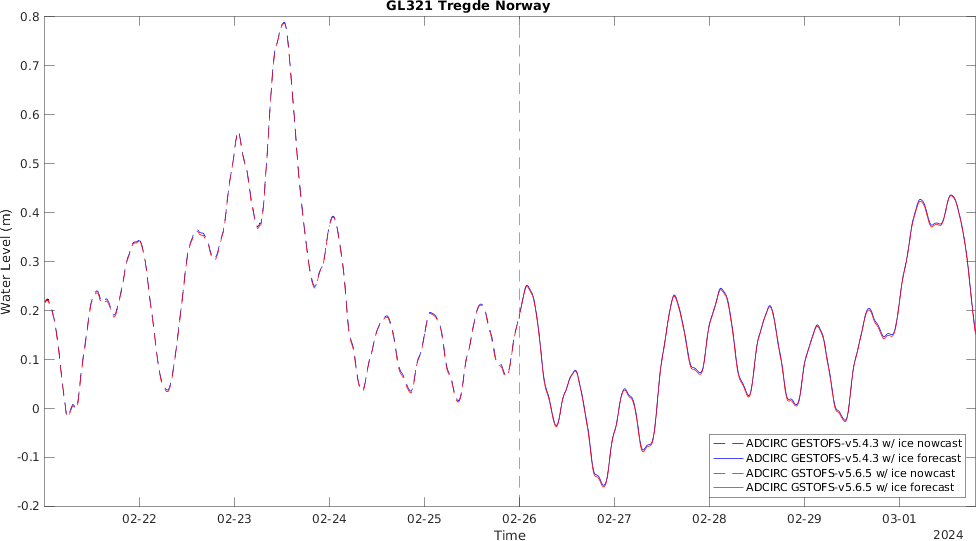 GL321 Tregde Norway
0.8
0.7
0.6
0.5
0.4
0.3
0.2
0.1
0
-0.1
-0.2
Water Level (m)
ADCIRC GESTOFS-v5.4.3 w/ ice nowcast
ADCIRC GESTOFS-v5.4.3 w/ ice forecast
ADCIRC GSTOFS-v5.6.5 w/ ice nowcast
ADCIRC GSTOFS-v5.6.5 w/ ice forecast
02-22 02-23 02-24 02-25 02-26 02-27 02-28 02-29 03-01
Time
2024